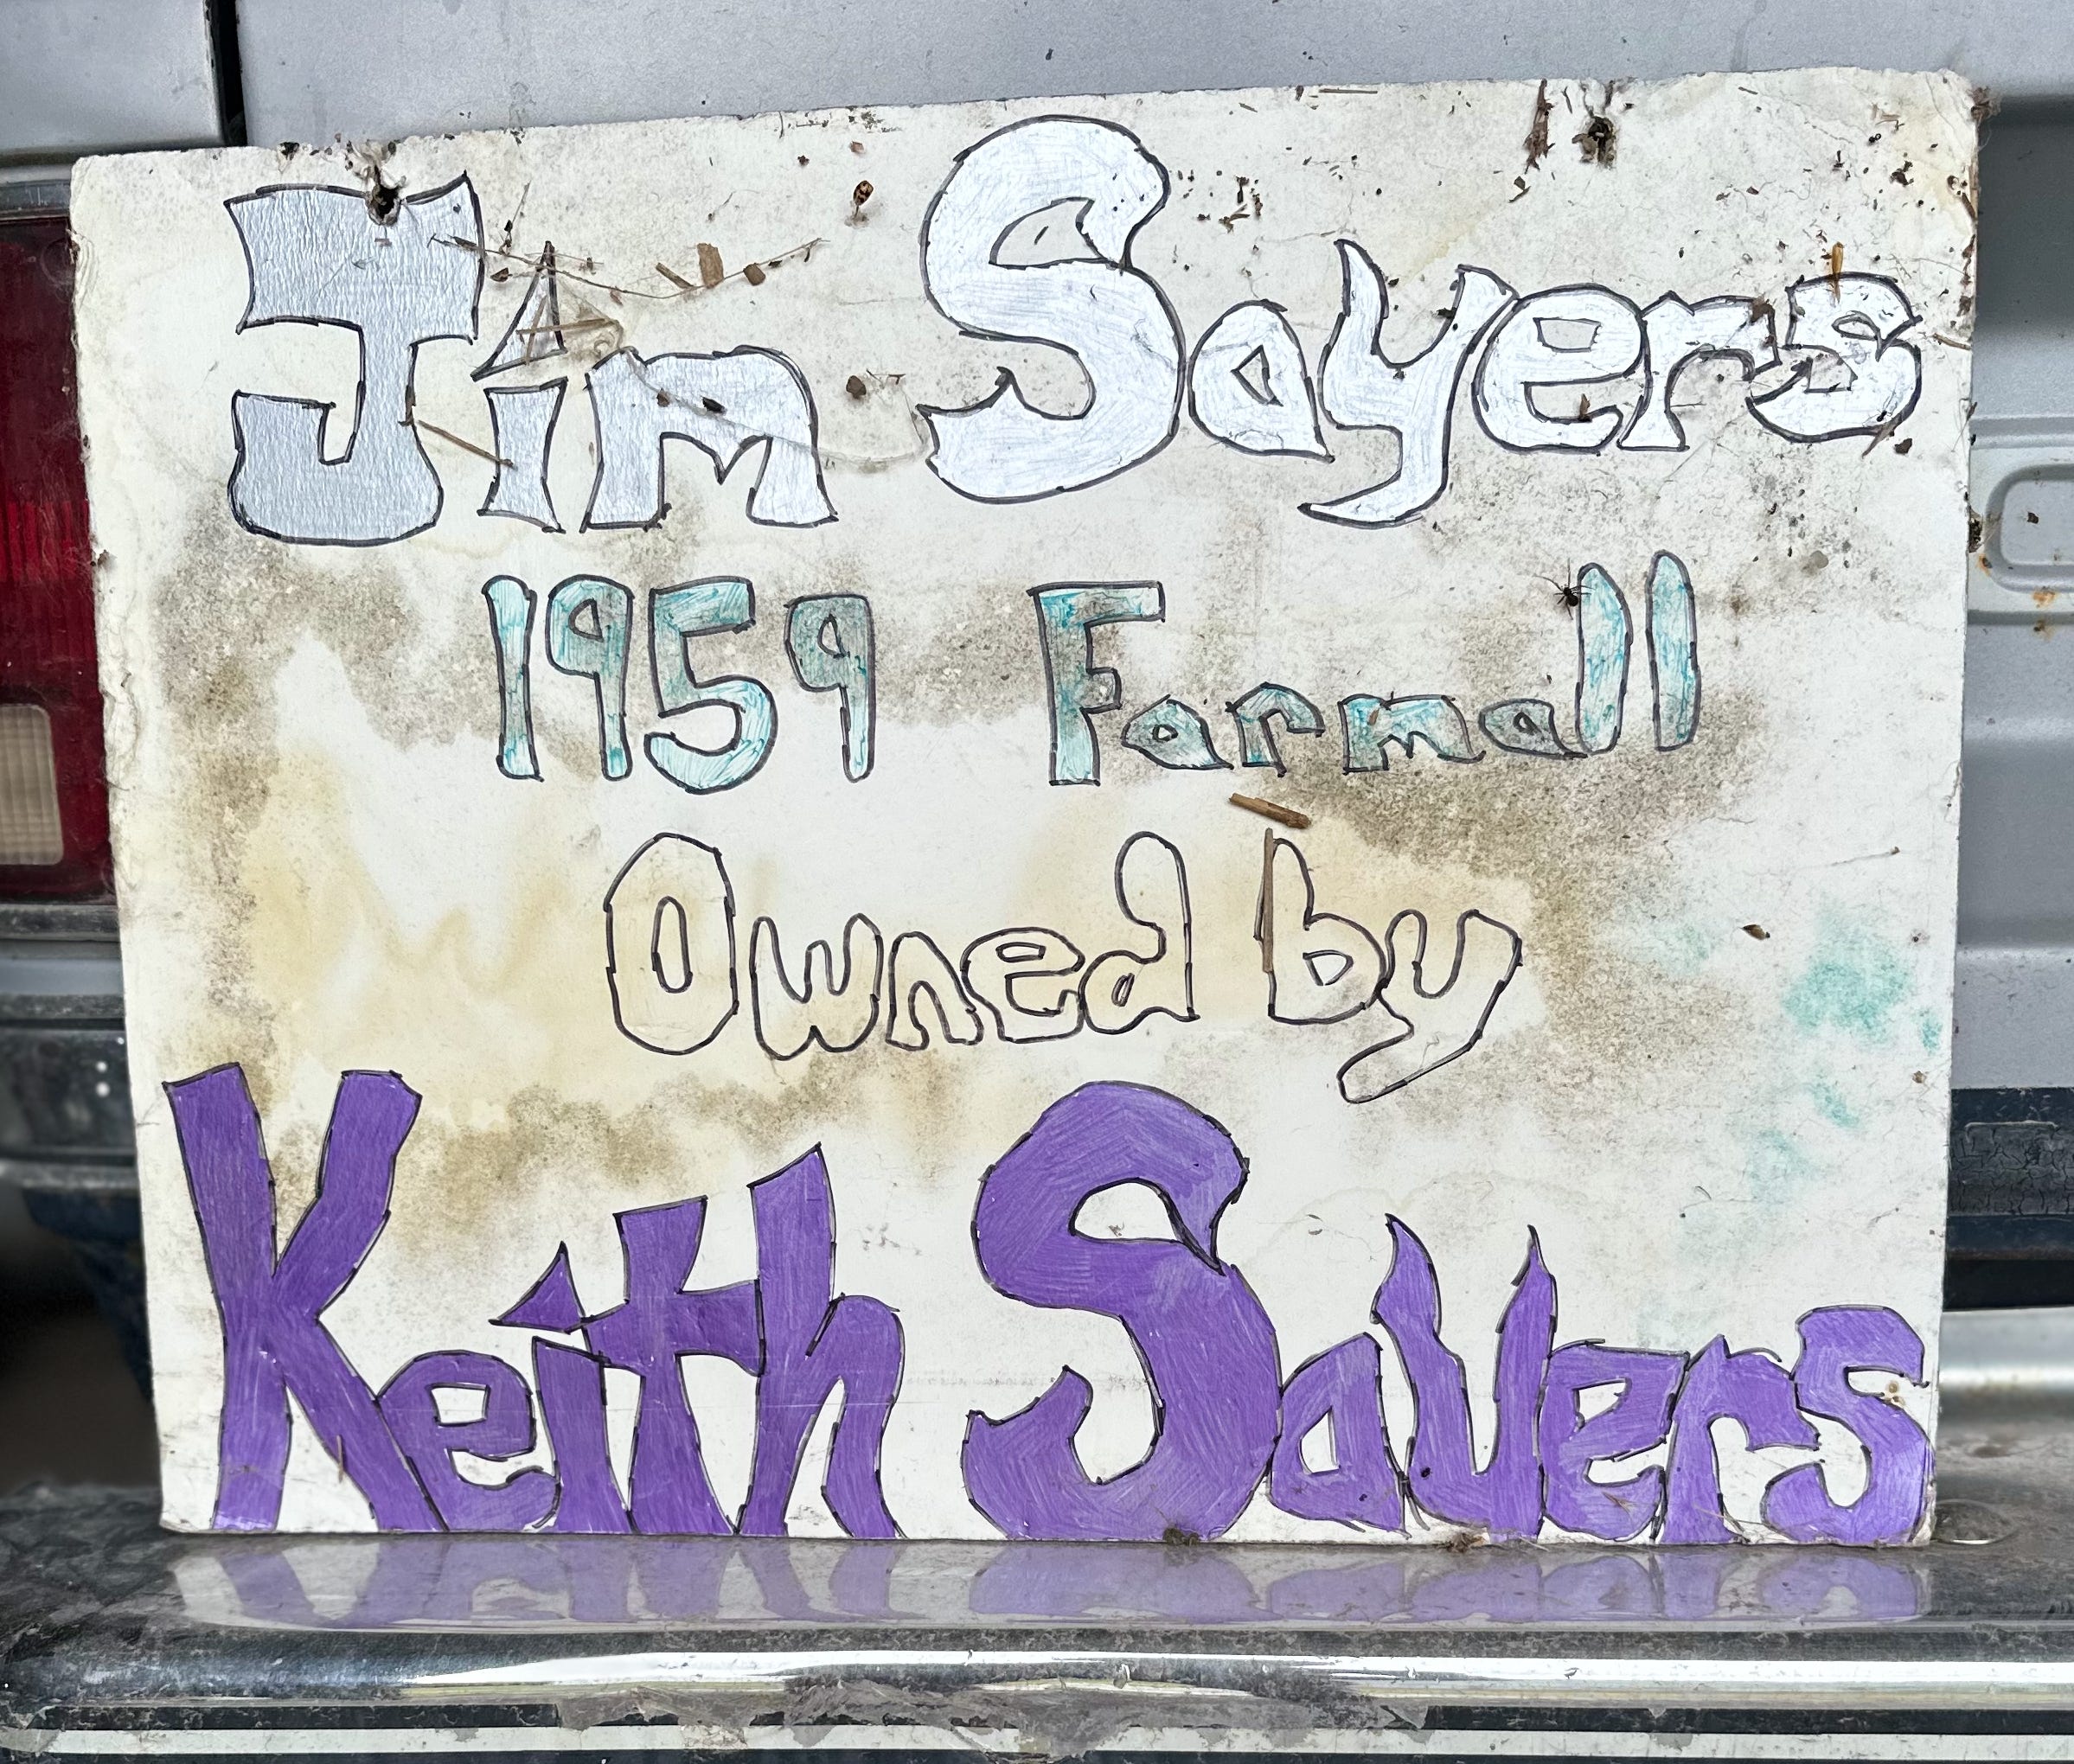 Jim Sayers
1959 Farmall
Owned by
Keith Sayers